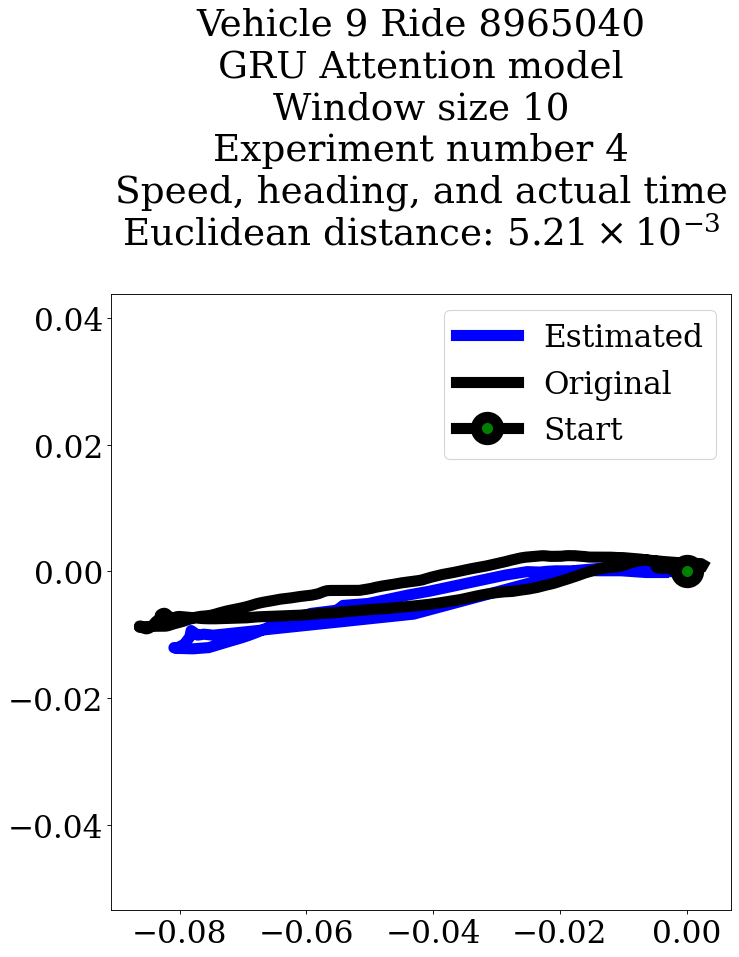 Vehicle 9 Ride 8965040
GRU Attention model
Window size 10
Experiment number 4
Speed, heading, and actual time
Euclidean distance: 5.21 × 10⁻³
Estimated
Original
Start
0.04
0.02
0.00
−0.02
−0.04
−0.08 −0.06 −0.04 −0.02 0.00